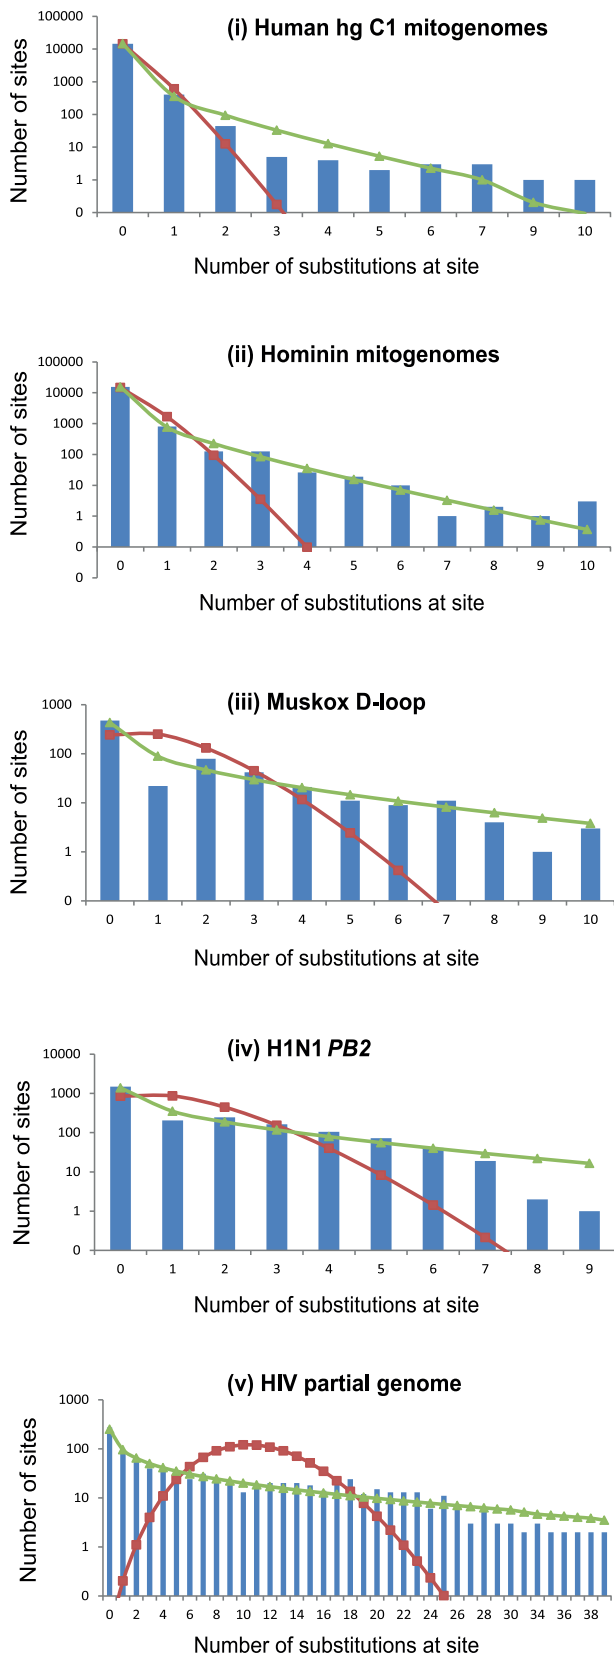 (i) Human hg C1 mitogenomes
Number of sites
100000
10000
1000
100
10
1
0
0 1 2 3 4 5 6 7 9 10
Number of substitutions at site
(ii) Hominin mitogenomes
Number of sites
100000
10000
1000
100
10
1
0
0
0 1 2 3 4 5 6 7 8 9 10
Number of substitutions at site
(iii) Muskox D-loop
Number of sites
1000
100
10
1
0
0 1 2 3 4 5 6 7 8 9 10
Number of substitutions at site
(iv) H1N1 PB2
Number of sites
10000
1000
100
10
1
0
0 1 2 3 4 5 6 7 8 9
Number of substitutions at site
(v) HIV partial genome
Number of sites
1000
100
10
1
0
0 2 4 6 8 10 12 14 16 18 20 22 24 26 28 30 34 36 38
Number of substitutions at site